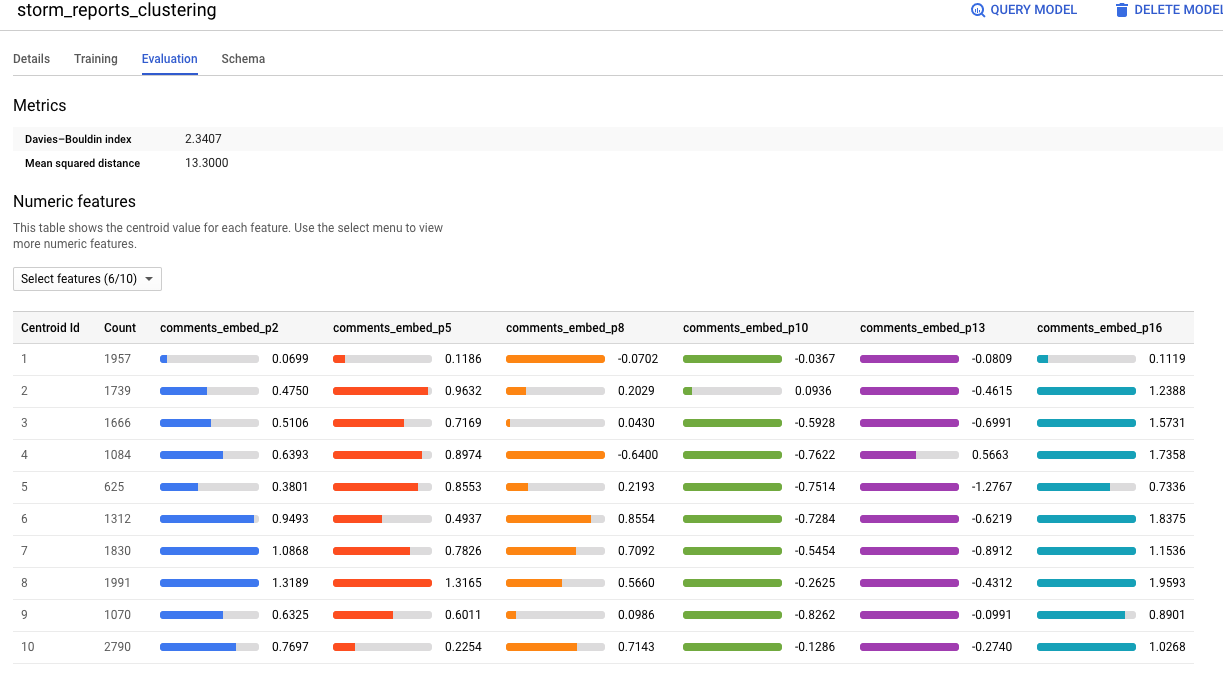 storm_reports_clustering
QUERY MODEL
DELETE MODEL
Details Training Evaluation Schema
Metrics
Davies–Bouldin index 2.3407
Mean squared distance 13.3000
Numeric features
This table shows the centroid value for each feature. Use the select menu to view
more numeric features.
Select features (6/10)
Centroid Id Count comments_embed_p2 comments_embed_p5 comments_embed_p8 comments_embed_p10 comments_embed_p13 comments_embed_p16
1 1957 0.0699 0.1186 -0.0702 -0.0367 -0.0809 0.1119
2 1739 0.4750 0.9632 0.2029 0.0936 -0.4615 1.2388
3 1666 0.5106 0.7169 0.0430 -0.5928 -0.6991 1.5731
4 1084 0.6393 0.8974 -0.6400 -0.7622 0.5663 1.7358
5 625 0.3801 0.8553 0.2193 -0.7514 -1.2767 0.7336
6 1312 0.9493 0.4937 0.8554 -0.7284 -0.6219 1.8375
7 1830 1.0868 0.7826 0.7092 -0.5454 -0.8912 1.1536
8 1991 1.3189 1.3165 0.5660 -0.2625 -0.4312 1.9593
9 1070 0.6325 0.6011 0.0986 -0.8262 -0.0991 0.8901
10 2790 0.7697 0.2254 0.7143 -0.1286 -0.2740 1.0268